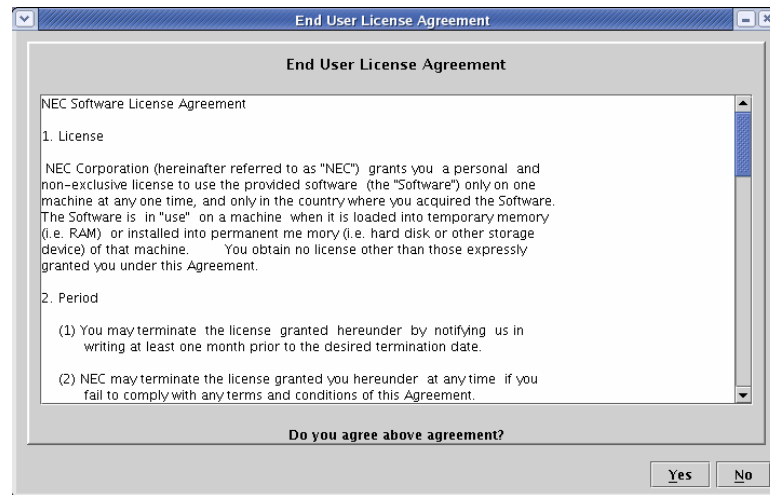 End User License Agreement
End User License Agreement
NEC Software License Agreement
1. License
NEC Corporation (hereinafter referred to as "NEC") grants you a personal and
non-exclusive license to use the provided software (the "Software") only on one
machine at any one time, and only in the country where you acquired the Software.
The Software is in "use" on a machine when it is loaded into temporary memory
(i.e. RAM) or installed into permanent me mory (i.e. hard disk or other storage
device) of that machine. You obtain no license other than those expressly
granted you under this Agreement.
2. Period
(1) You may terminate the license granted hereunder by notifying us in
writing at least one month prior to the desired termination date.
(2) NEC may terminate the license granted you hereunder at any time if you
fail to comply with any terms and conditions of this Agreement.
Do you agree above agreement?
Yes No